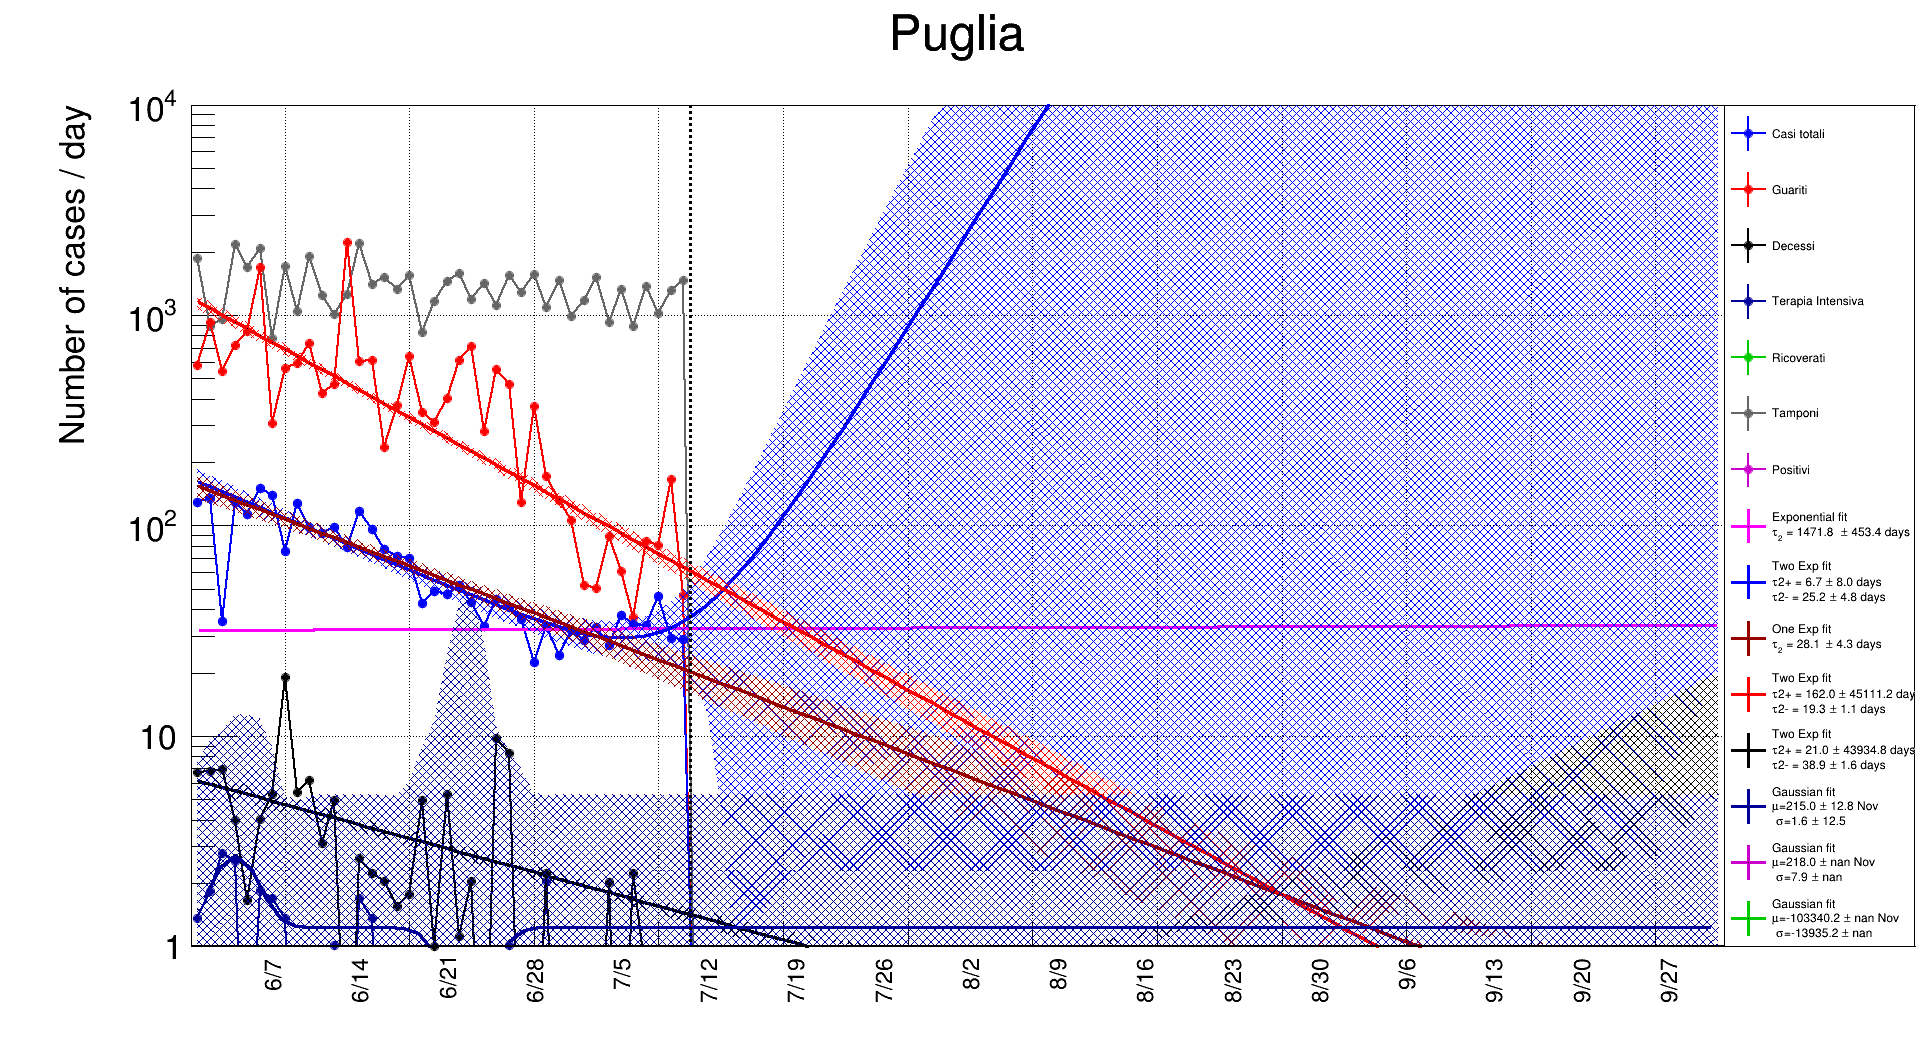 Puglia
Number of cases / day
10^4
10^3
10^2
10
1
6/7
6/14
6/21
6/28
7/5
7/12
7/19
7/26
8/2
8/9
8/16
8/23
8/30
9/6
9/13
9/20
9/27
Casi totali
Guariti
Decessi
Terapia Intensiva
Ricoverati
Tamponi
Positivi
Exponential fit
τ_2 = 1471.8 ± 453.4 days
Two Exp fit
τ2+ = 6.7 ± 8.0 days
τ2- = 25.2 ± 4.8 days
One Exp fit
τ_2 = 28.1 ± 4.3 days
Two Exp fit
τ2+ = 162.0 ± 45111.2 day
τ2- = 19.3 ± 1.1 days
Two Exp fit
τ2+ = 21.0 ± 43934.8 days
τ2- = 38.9 ± 1.6 days
Gaussian fit
μ=215.0 ± 12.8 Nov
σ=1.6 ± 12.5
Gaussian fit
μ=218.0 ± nan Nov
σ=7.9 ± nan
Gaussian fit
μ=-103340.2 ± nan Nov
σ=-13935.2 ± nan